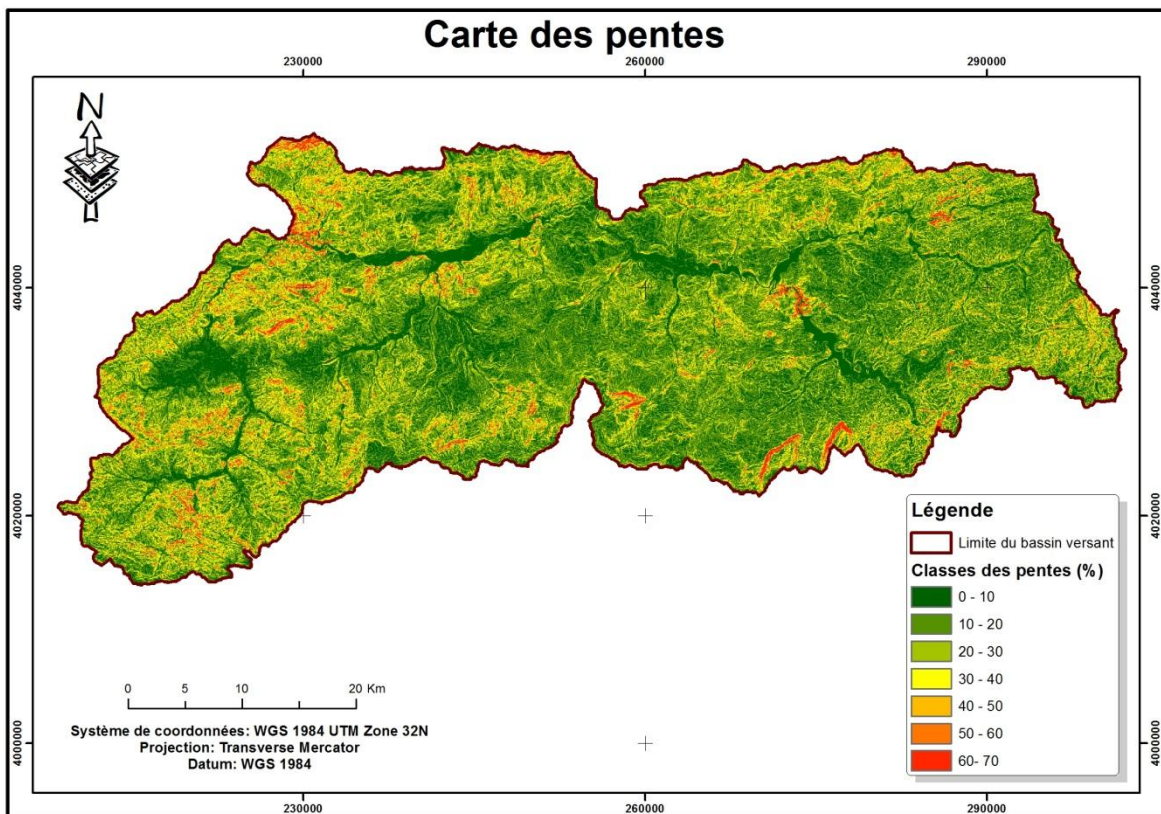 Carte des pentes
230000 260000 290000
N
4040000 4040000
4020000 4020000
4000000 4000000
Légende
Limite du bassin versant
Classes des pentes (%)
0 - 10
10 - 20
20 - 30
30 - 40
40 - 50
50 - 60
60- 70
0 5 10 20 Km
Système de coordonnées: WGS 1984 UTM Zone 32N
Projection: Transverse Mercator
Datum: WGS 1984
230000 260000 290000